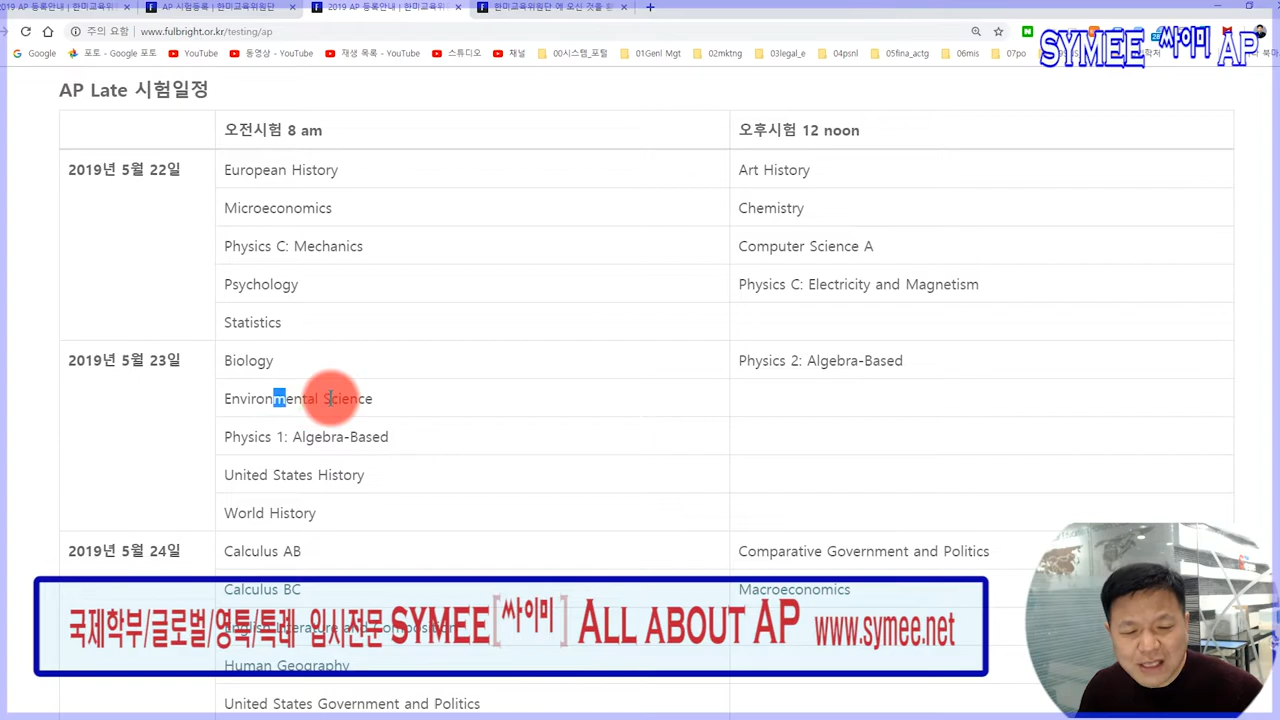 2019 AP 등록안내 | 한미교육위
AP 시험등록 | 한미교육위원단
2019 AP 등록안내 | 한미교육위
한미교육위원단 에 오신 것을 환
주의 요함
www.fulbright.or.kr/testing/ap
Google
포토 - Google 포토
YouTube
동영상 - YouTube
재생 목록 - YouTube
스튜디오
채널
00시스템_포털
01Genl Mgt
02mktng
03legal_e
04psnl
05fina_actg
06mis
07po
SYMEE 싸이미 AP
AP Late 시험일정
오전시험 8 am
오후시험 12 noon
2019년 5월 22일
European History
Art History
Microeconomics
Chemistry
Physics C: Mechanics
Computer Science A
Psychology
Physics C: Electricity and Magnetism
Statistics
2019년 5월 23일
Biology
Physics 2: Algebra-Based
Environmental Science
Physics 1: Algebra-Based
United States History
World History
2019년 5월 24일
Calculus AB
Comparative Government and Politics
Calculus BC
Macroeconomics
English Literature and Composition
국제학부/글로벌/영특/특례 입시전문 SYMEE[싸이미] ALL ABOUT AP www.symee.net
Human Geography
United States Government and Politics